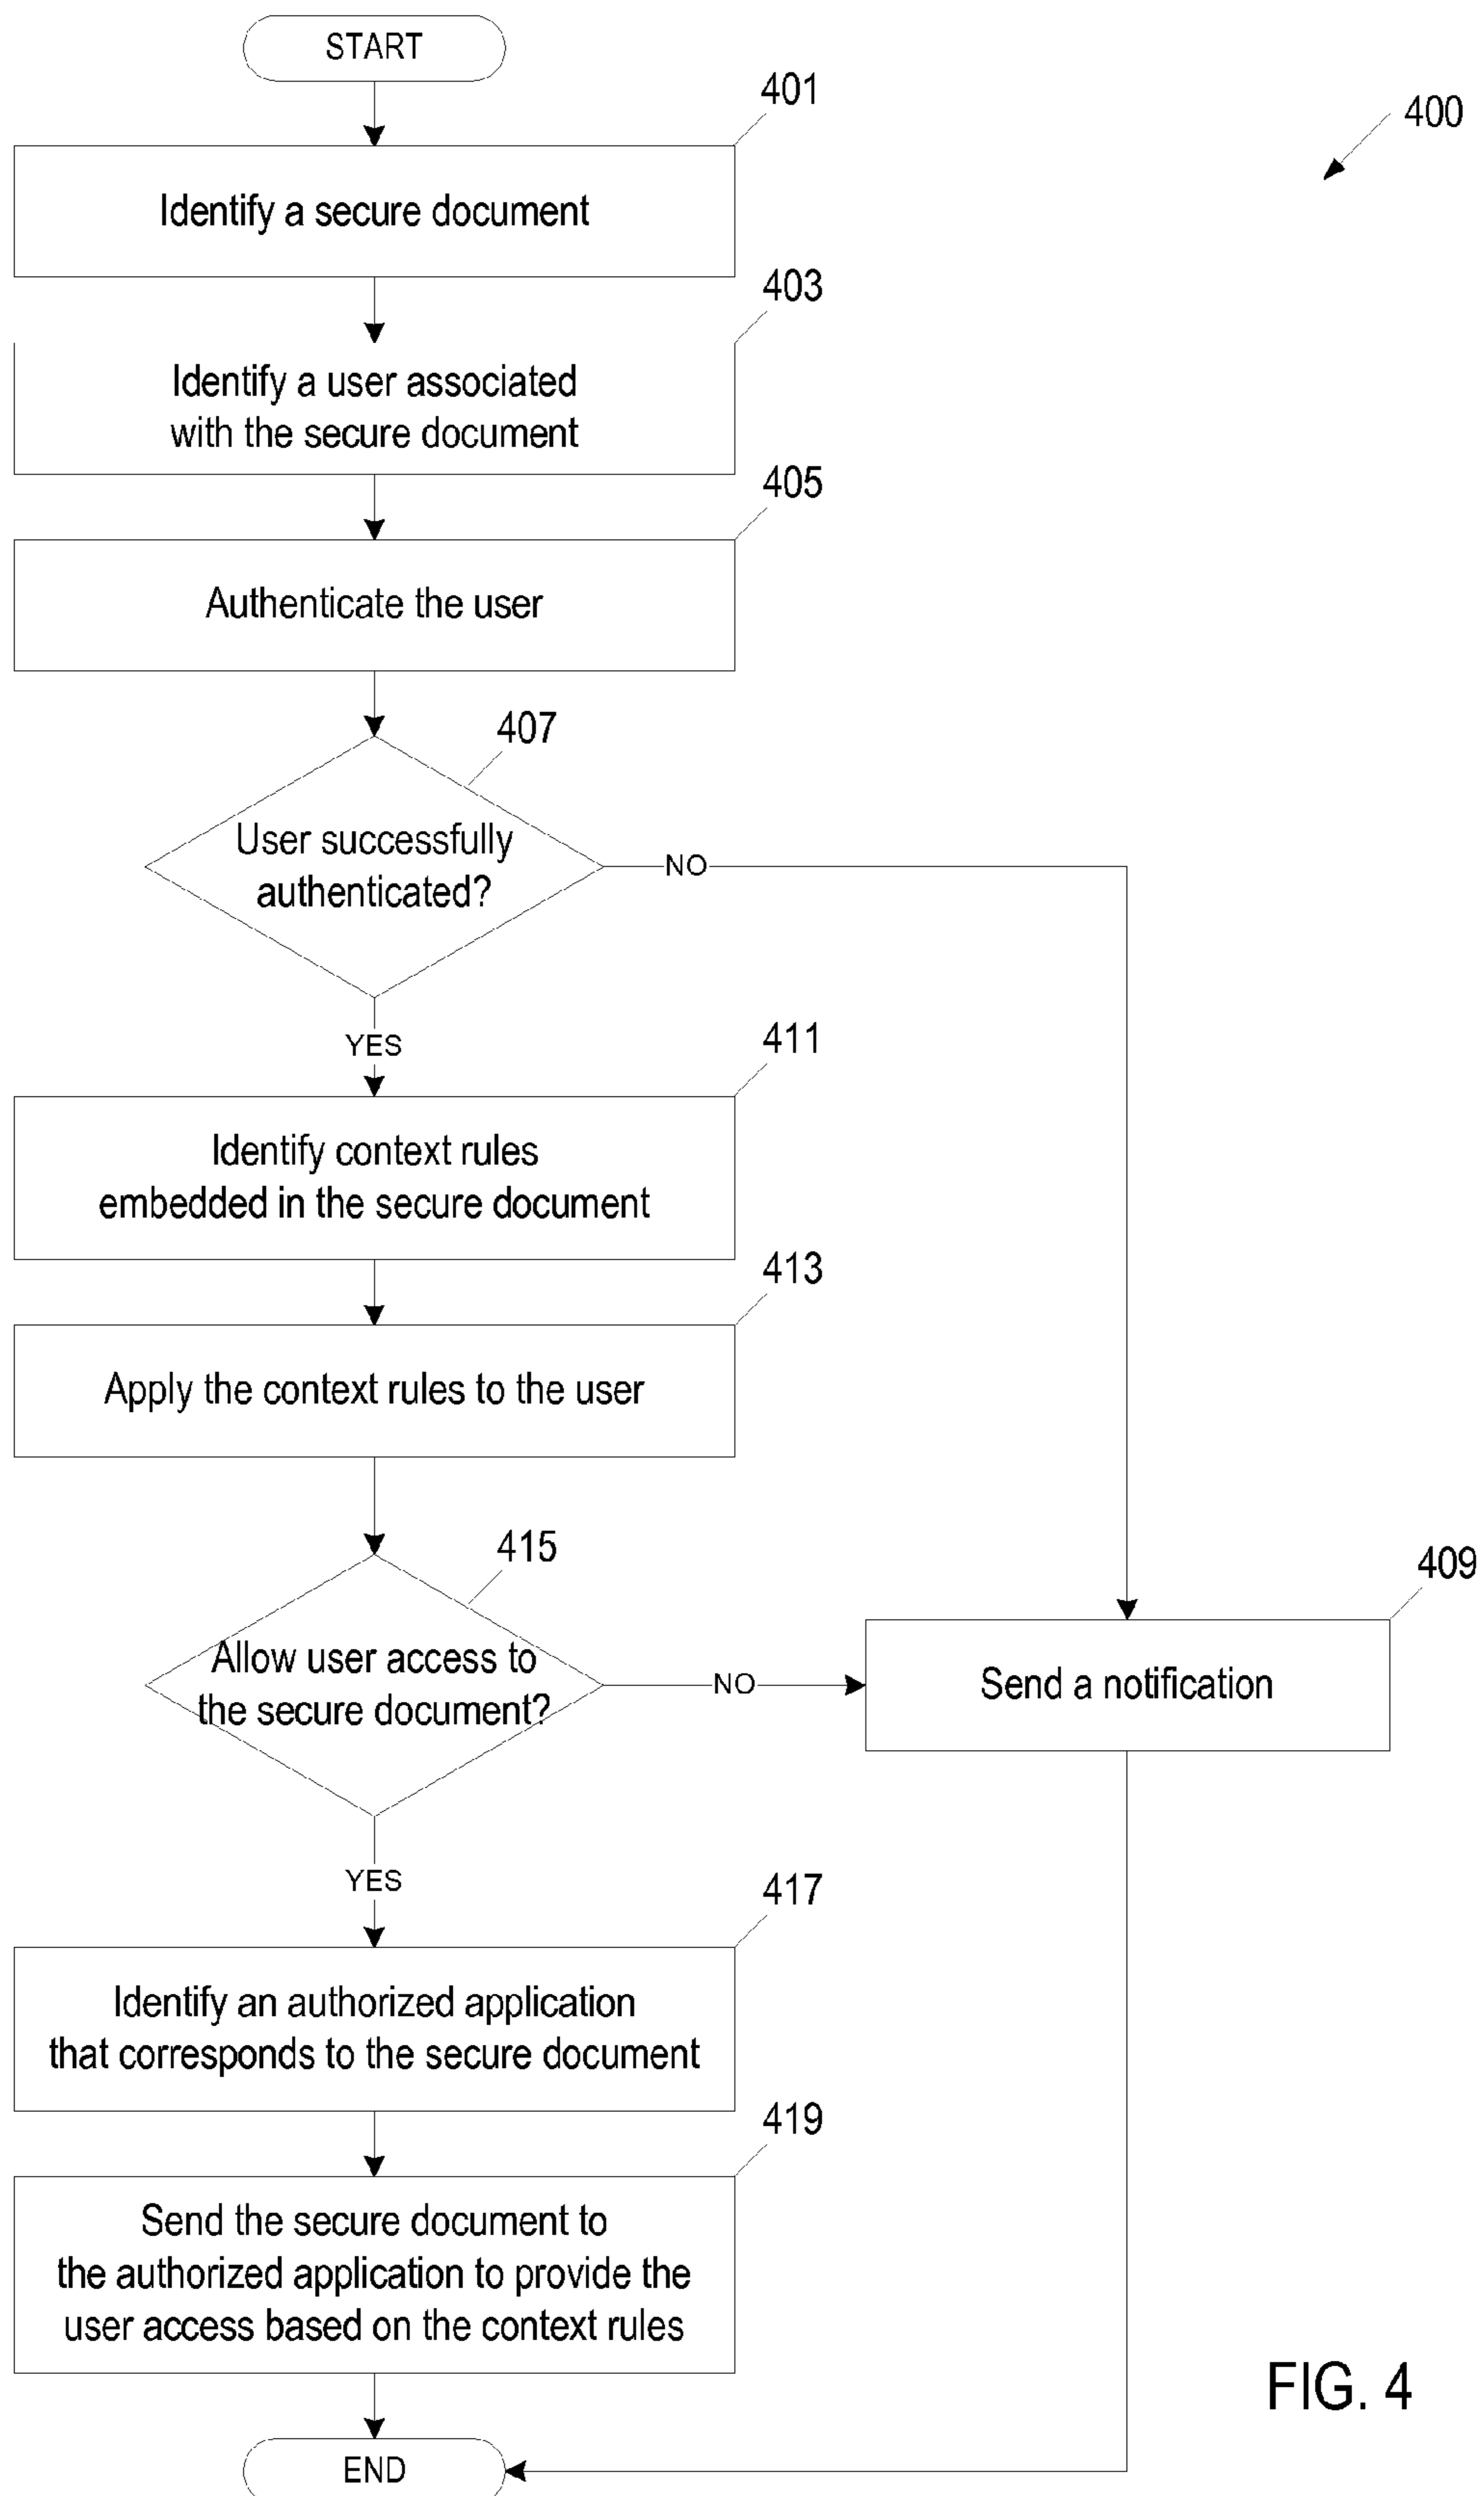 START
401
400
Identify a secure document
403
Identify a user associated
with the secure document
405
Authenticate the user
407
User successfully
authenticated?
NO
YES
411
Identify context rules
embedded in the secure document
413
Apply the context rules to the user
415
409
Allow user access to
the secure document?
NO
Send a notification
YES
417
Identify an authorized application
that corresponds to the secure document
419
Send the secure document to
the authorized application to provide the
user access based on the context rules
FIG. 4
END